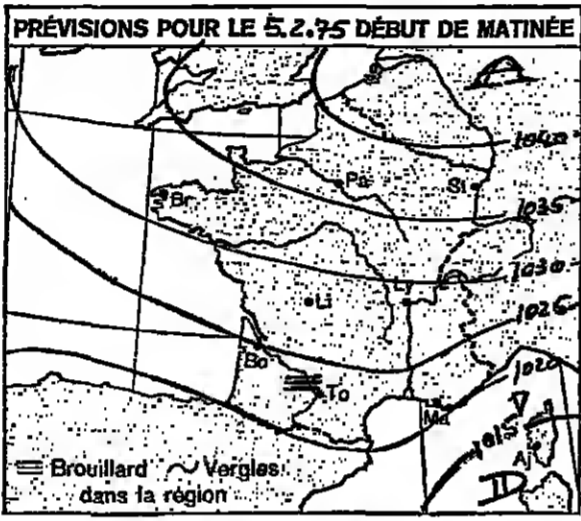 PRÉVISIONS POUR LE 5.2.75 DÉBUT DE MATINÉE
A
1040
Pa
St
1035
Br
1030
Li
1025
Bo
1020
To
Ma
1015
Aj
D
Brouillard Verglas
dans la région